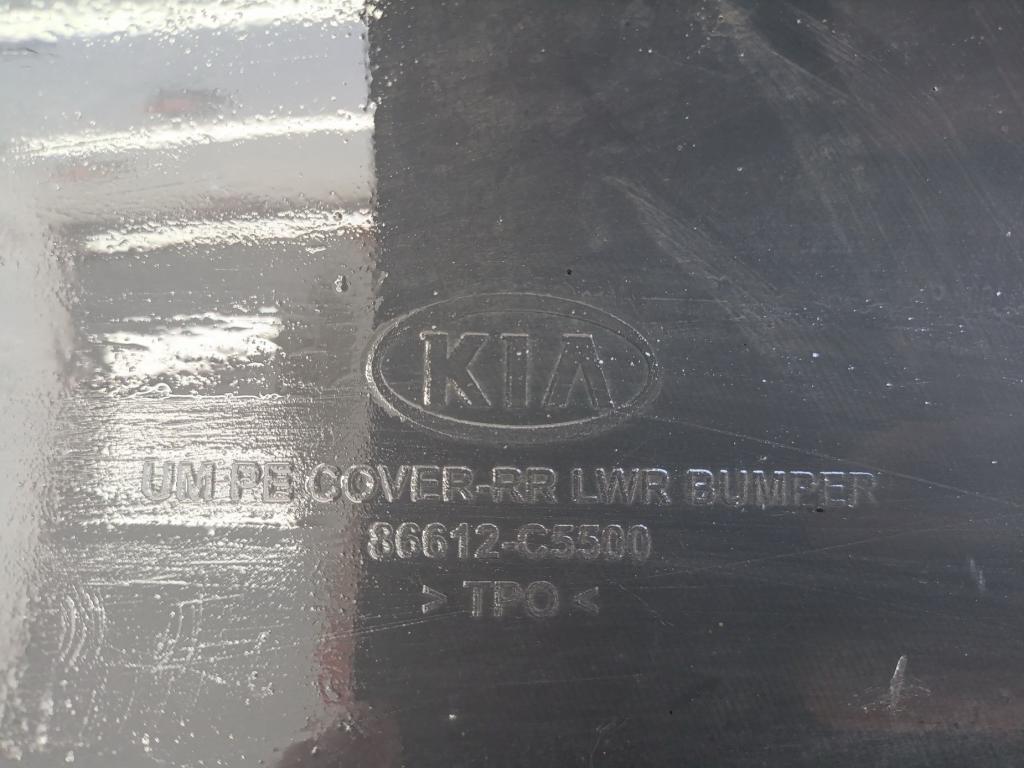 KIA
UM PE COVER-RR LWR BUMPER
86612-C5500
> TPO <